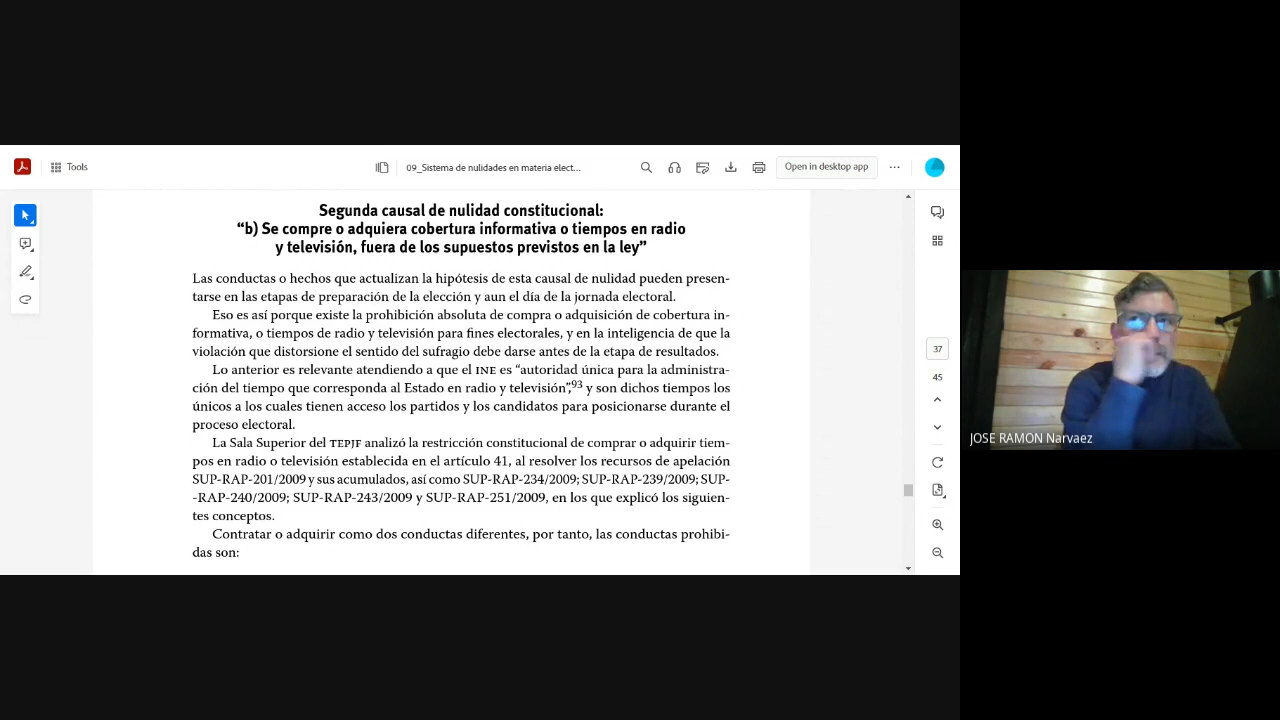 Tools
09_Sistema de nulidades en materia elect...
Open in desktop app
Segunda causal de nulidad constitucional:
“b) Se compre o adquiera cobertura informativa o tiempos en radio
y televisión, fuera de los supuestos previstos en la ley”
Las conductas o hechos que actualizan la hipótesis de esta causal de nulidad pueden presen-
tarse en las etapas de preparación de la elección y aun el día de la jornada electoral.
Eso es así porque existe la prohibición absoluta de compra o adquisición de cobertura in-
formativa, o tiempos de radio y televisión para fines electorales, y en la inteligencia de que la
violación que distorsione el sentido del sufragio debe darse antes de la etapa de resultados.
Lo anterior es relevante atendiendo a que el INE es “autoridad única para la administra-
ción del tiempo que corresponda al Estado en radio y televisión”,93 y son dichos tiempos los
únicos a los cuales tienen acceso los partidos y los candidatos para posicionarse durante el
proceso electoral.
La Sala Superior del TEPJF analizó la restricción constitucional de comprar o adquirir tiem-
pos en radio o televisión establecida en el artículo 41, al resolver los recursos de apelación
SUP-RAP-201/2009 y sus acumulados, así como SUP-RAP-234/2009; SUP-RAP-239/2009; SUP-
-RAP-240/2009; SUP-RAP-243/2009 y SUP-RAP-251/2009, en los que explicó los siguien-
tes conceptos.
Contratar o adquirir como dos conductas diferentes, por tanto, las conductas prohibi-
das son:
37
45
JOSE RAMON Narvaez